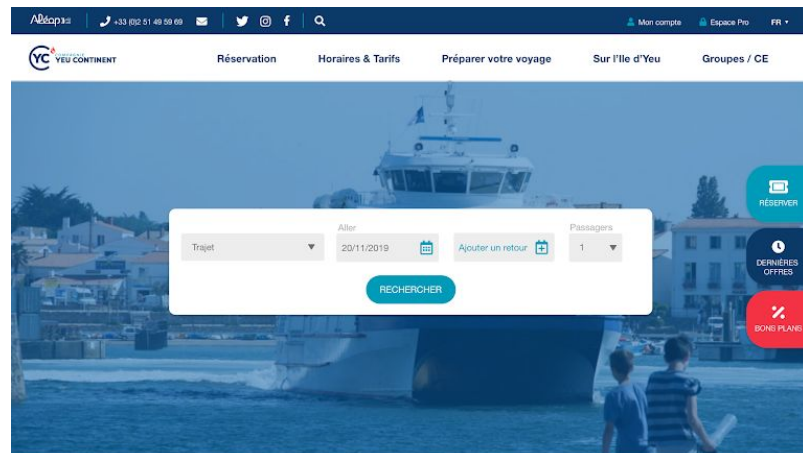 Aléop
+33 (0)2 51 49 59 69
Mon compte
Espace Pro
FR
YC
COMPAGNIE
YEU CONTINENT
Réservation
Horaires & Tarifs
Préparer votre voyage
Sur l'Ile d'Yeu
Groupes / CE
RÉSERVER
Aller
Passagers
Trajet
20/11/2019
Ajouter un retour
1
DERNIÈRES
OFFRES
RECHERCHER
BONS PLANS